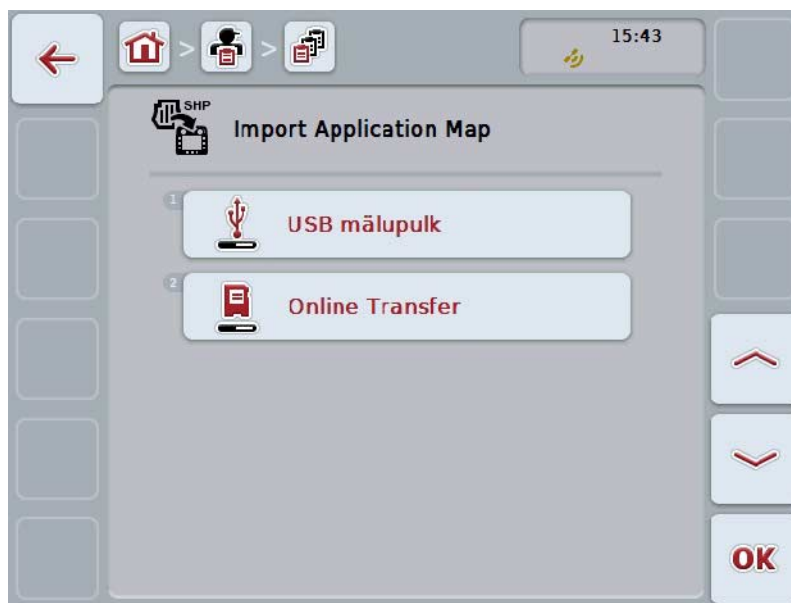 15:43
SHP
Import Application Map
1
USB mälupulk
2
Online Transfer
OK